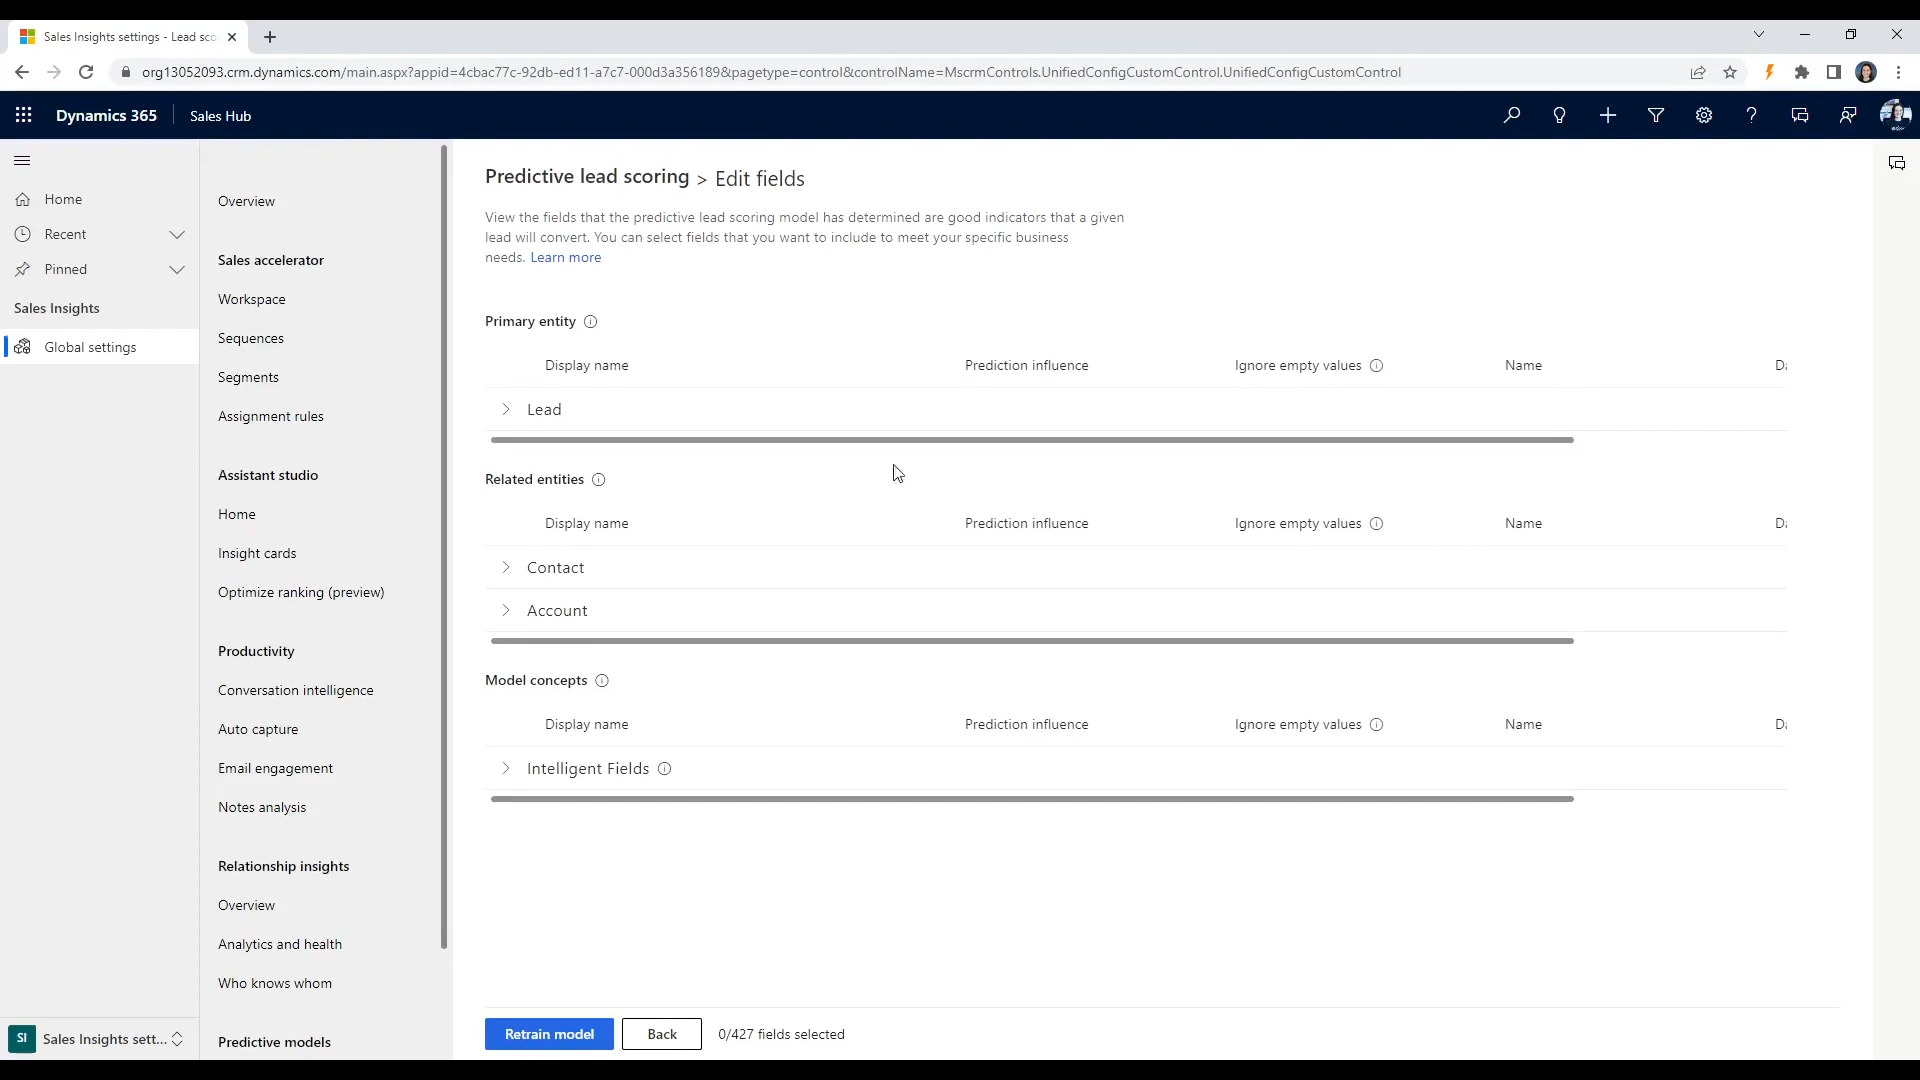 Sales Insights settings - Lead sco
org13052093.crm.dynamics.com/main.aspx?appid=4cbac77c-92db-ed11-a7c7-000d3a356189&pagetype=control&controlName=MscrmControls.UnifiedConfigCustomControl.UnifiedConfigCustomControl
Dynamics 365
Sales Hub
Home
Recent
Pinned
Sales Insights
Global settings
SI
Sales Insights sett...
Overview
Sales accelerator
Workspace
Sequences
Segments
Assignment rules
Assistant studio
Home
Insight cards
Optimize ranking (preview)
Productivity
Conversation intelligence
Auto capture
Email engagement
Notes analysis
Relationship insights
Overview
Analytics and health
Who knows whom
Predictive models
Predictive lead scoring > Edit fields
View the fields that the predictive lead scoring model has determined are good indicators that a given
lead will convert. You can select fields that you want to include to meet your specific business
needs. Learn more
Primary entity
Display name Prediction influence Ignore empty values Name Da
Lead
Related entities
Display name Prediction influence Ignore empty values Name Da
Contact
Account
Model concepts
Display name Prediction influence Ignore empty values Name Da
Intelligent Fields
Retrain model Back 0/427 fields selected